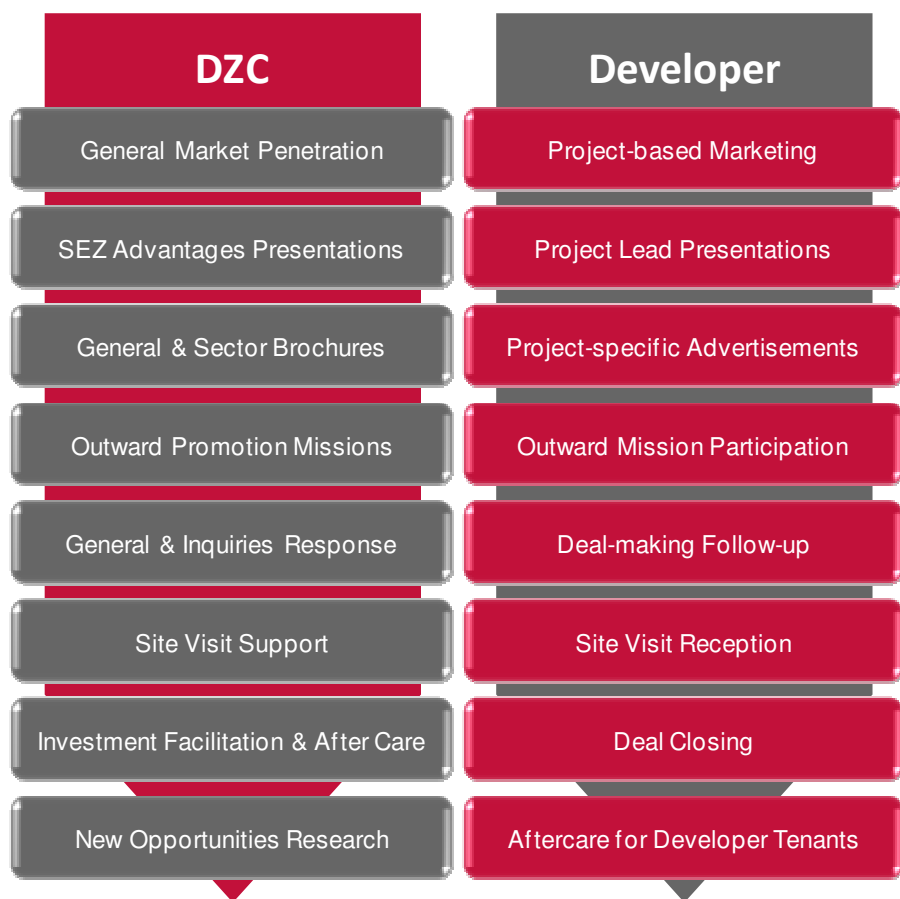 DZC
General Market Penetration
SEZ Advantages Presentations
General & Sector Brochures
Outward Promotion Missions
General & Inquiries Response
Site Visit Support
Investment Facilitation & After Care
New Opportunities Research
Developer
Project-based Marketing
Project Lead Presentations
Project-specific Advertisements
Outward Mission Participation
Deal-making Follow-up
Site Visit Reception
Deal Closing
Aftercare for Developer Tenants